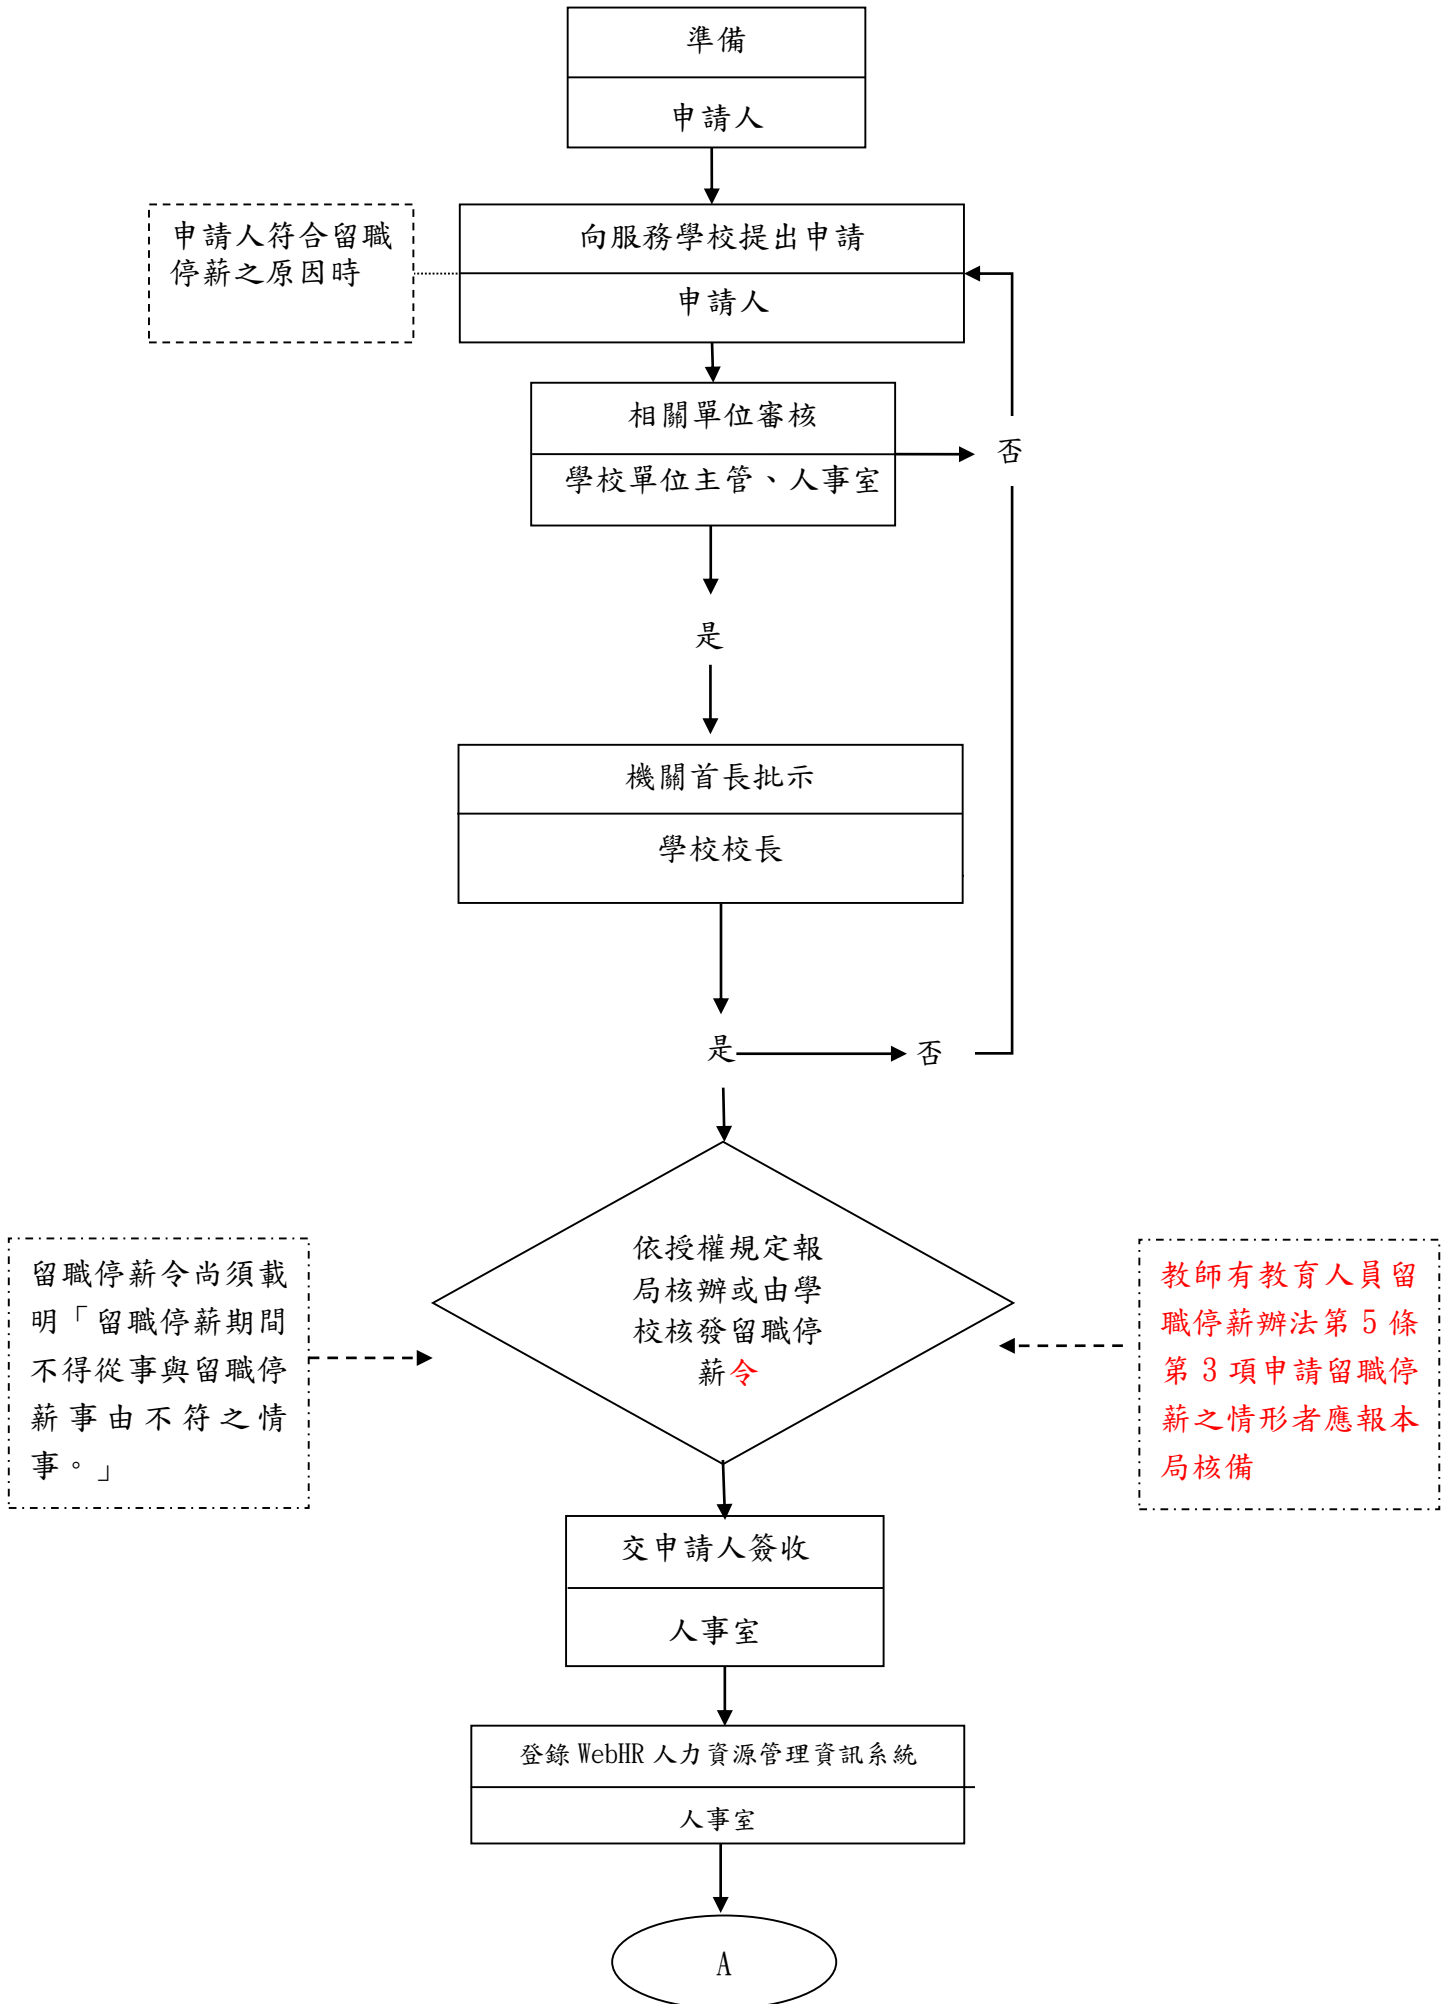 準備
申請人
申請人符合留職
停薪之原因時
向服務學校提出申請
申請人
相關單位審核
學校單位主管、人事室
否
是
機關首長批示
學校校長
是
否
依授權規定報
局核辦或由學
校核發留職停
薪令
留職停薪令尚須載
明「留職停薪期間
不得從事與留職停
薪事由不符之情
事。」
教師有教育人員留
職停薪辦法第 5 條
第 3 項申請留職停
薪之情形者應報本
局核備
交申請人簽收
人事室
登錄 WebHR 人力資源管理資訊系統
人事室
A